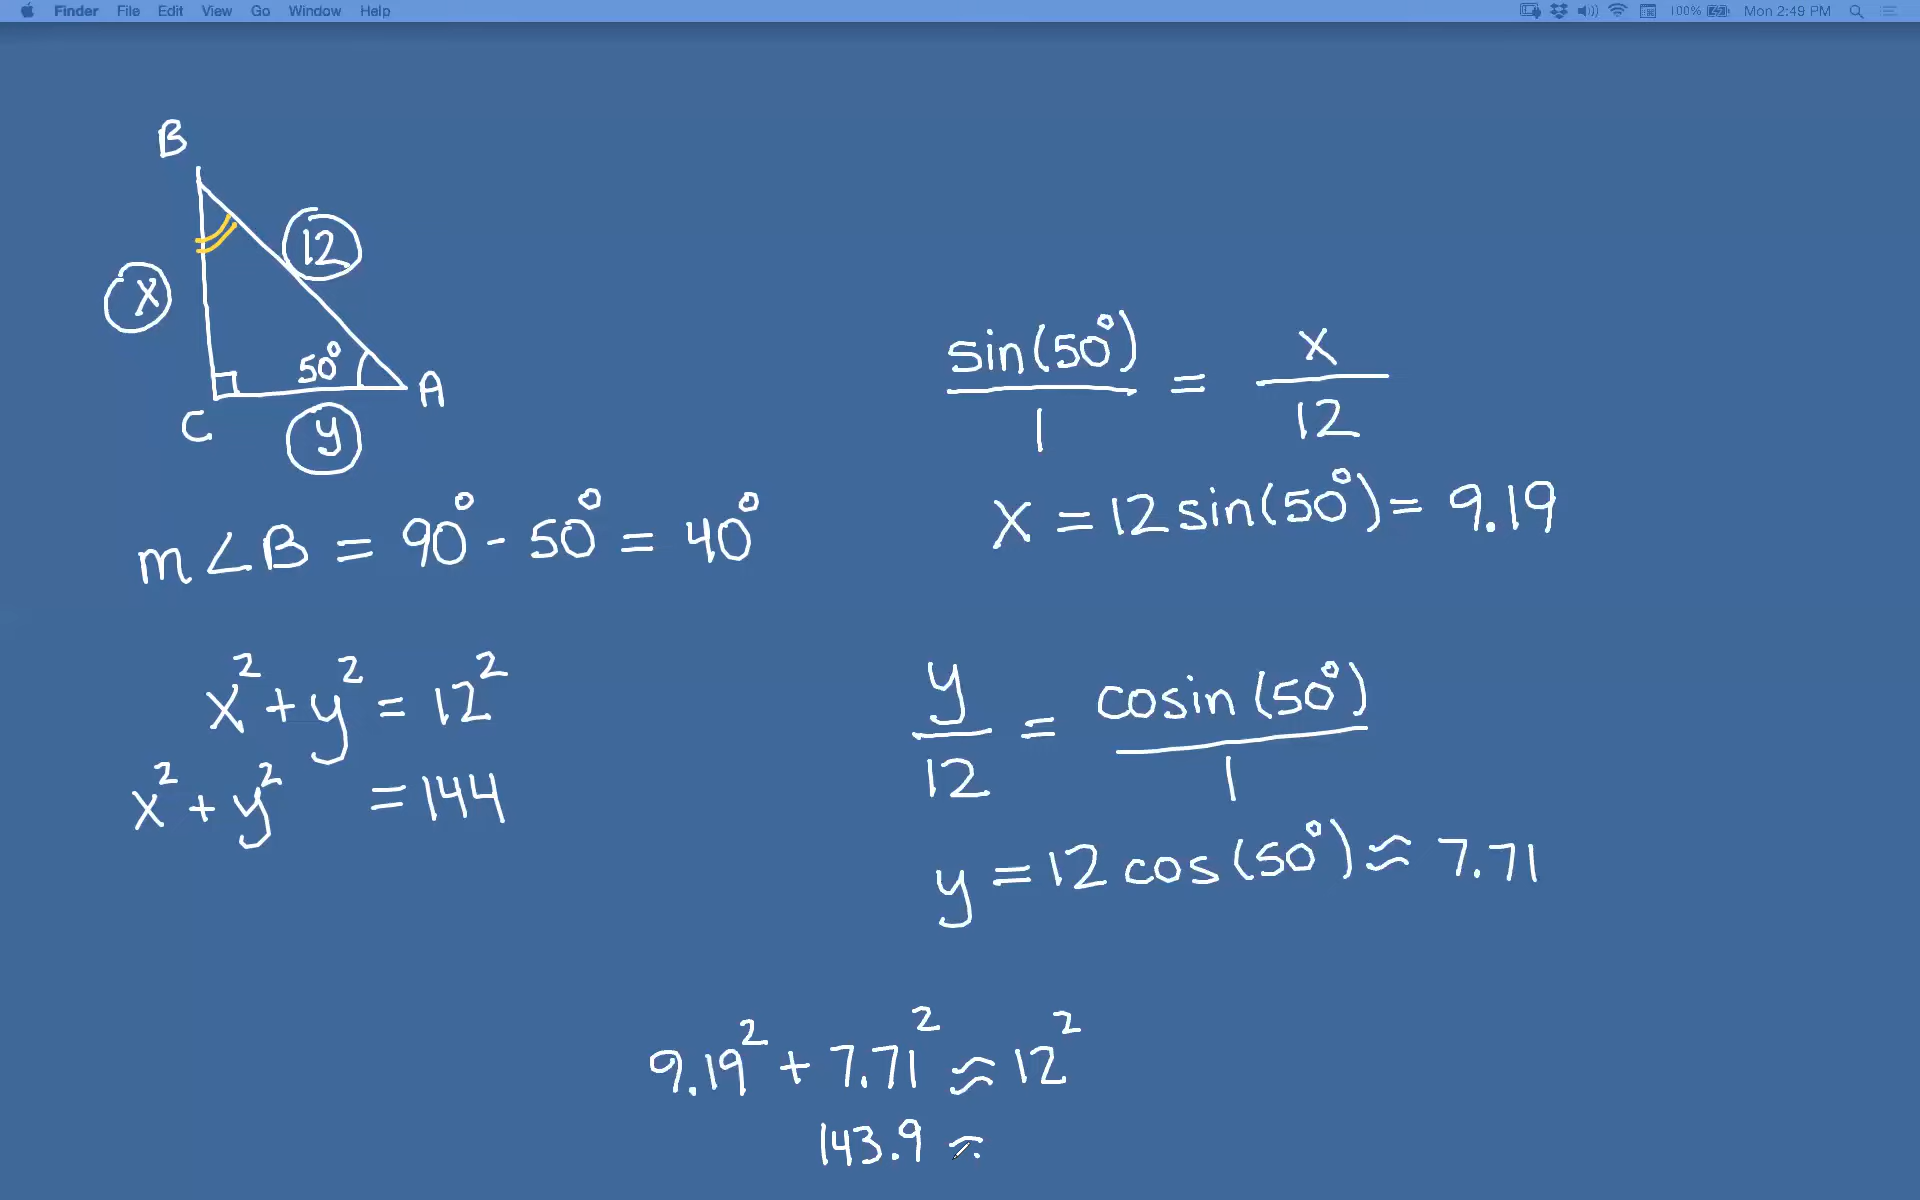 Finder File Edit View Go Window Help 100% Mon 2:49 PM
B
12
x
50°
A
C
y
m∠B = 90° - 50° = 40°
x² + y² = 12²
x² + y² = 144
sin(50°)/1 = x/12
x = 12 sin(50°) = 9.19
y/12 = cosin (50°)/1
y = 12 cos (50°) ≈ 7.71
9.19² + 7.71² ≈ 12²
143.9 ≈